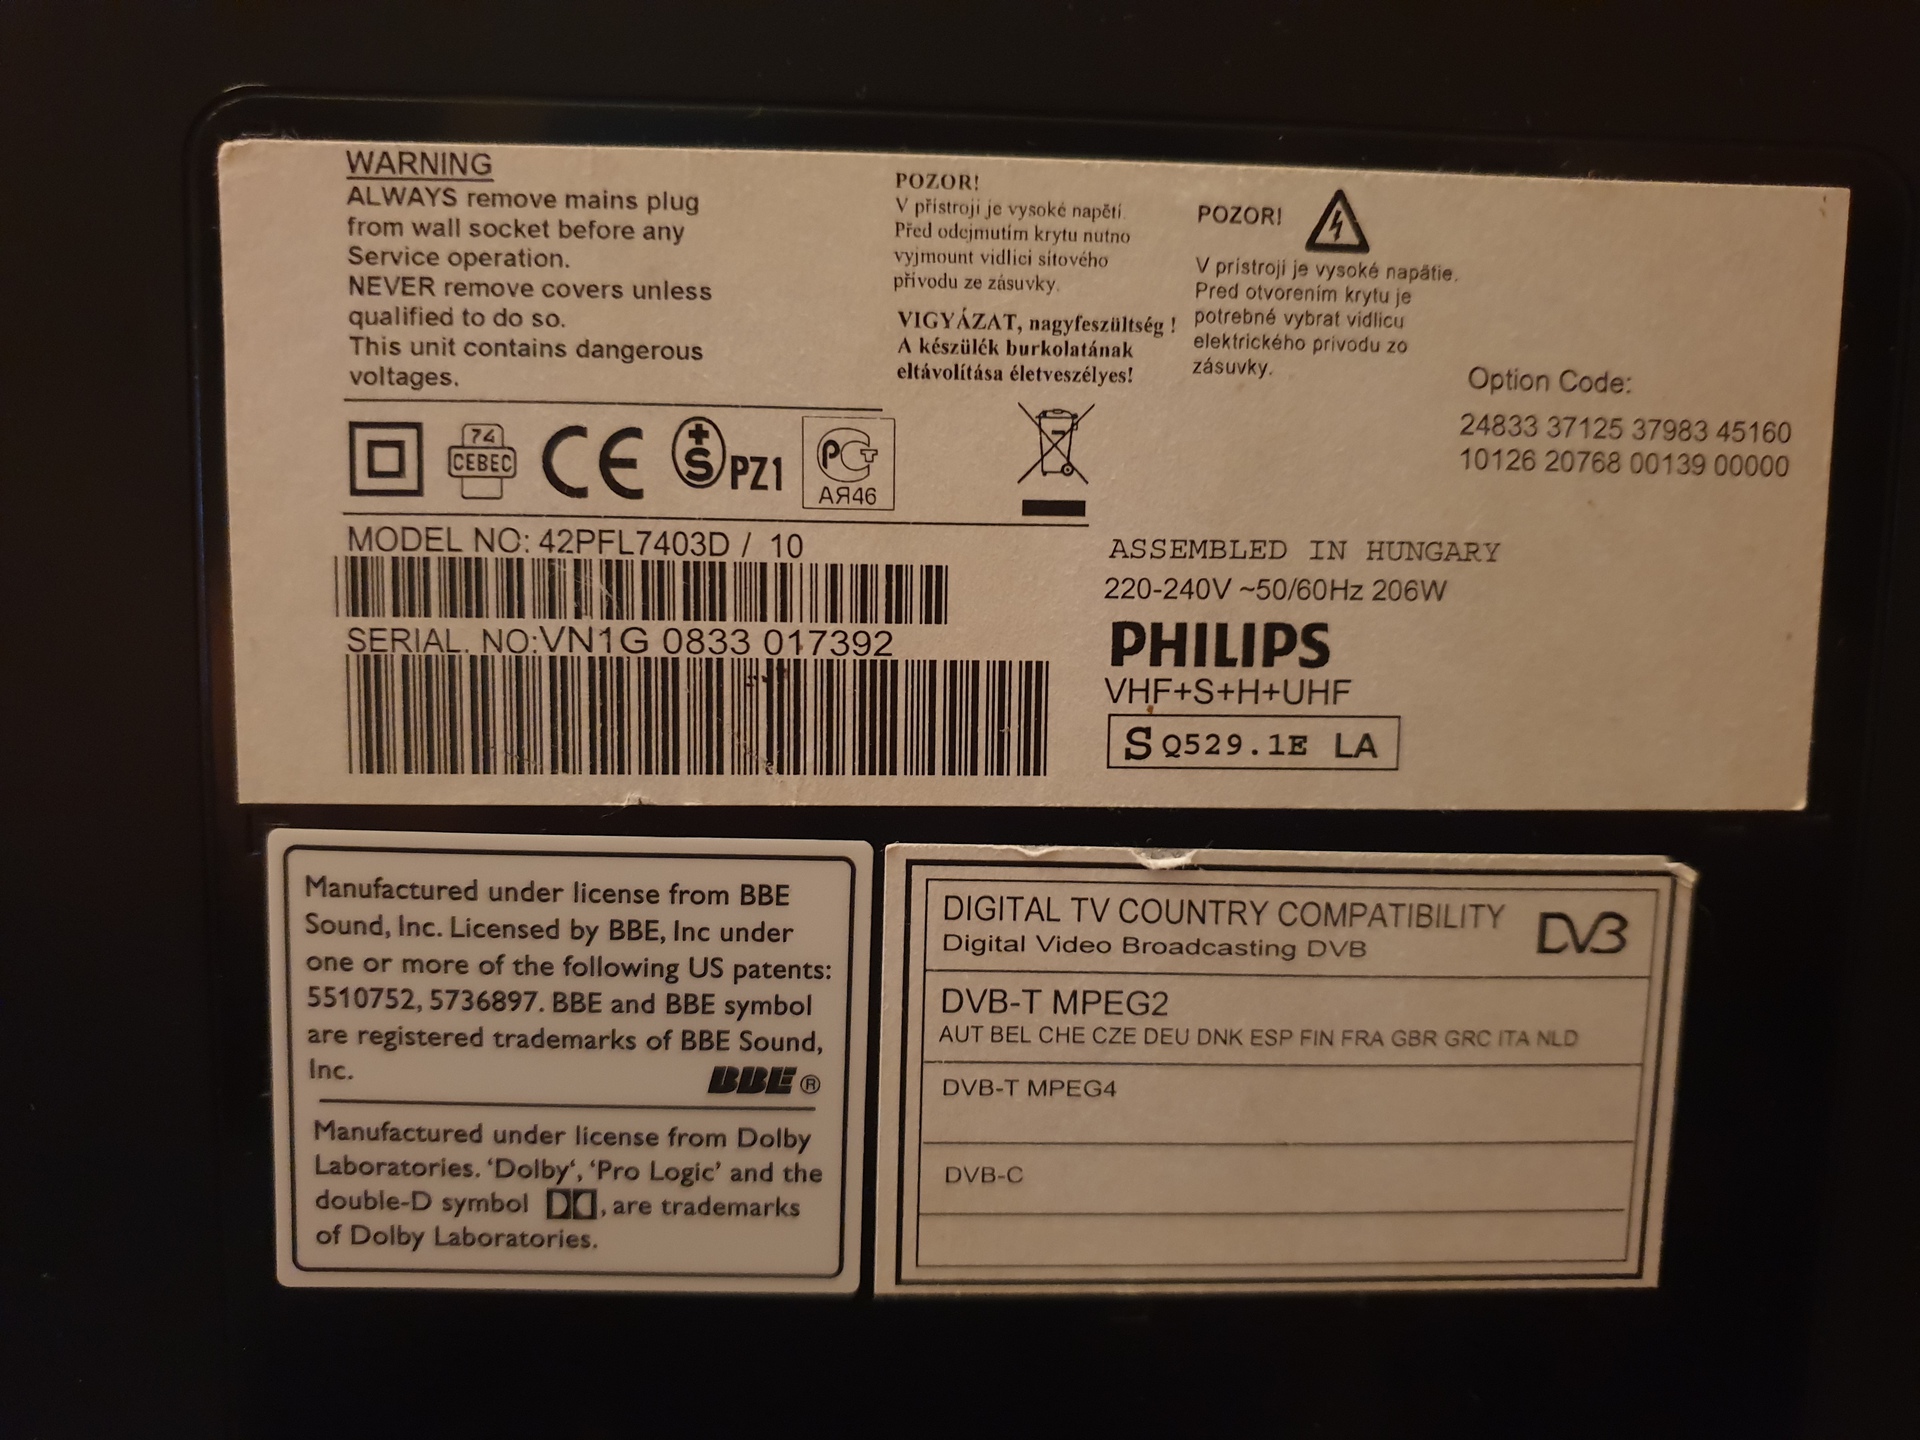 WARNING
ALWAYS remove mains plug
from wall socket before any
Service operation.
NEVER remove covers unless
qualified to do so.
This unit contains dangerous
voltages.
POZOR!
V přístroji je vysoké napětí.
Před odejmutím krytu nutno
vyjmount vidlici síťového
přívodu ze zásuvky.
VIGYÁZAT, nagyfeszültség !
A készülék burkolatának
eltávolítása életveszélyes!
POZOR!
V prístroji je vysoké napätie.
Pred otvorením krytu je
potrebné vybrať vidlicu
elektrického prívodu zo
zásuvky.
Option Code:
24833 37125 37983 45160
10126 20768 00139 00000
74
CEBEC
CE
+
S
PZ1
РСТ
АЯ46
MODEL NO: 42PFL7403D / 10
SERIAL. NO:VN1G 0833 017392
ASSEMBLED IN HUNGARY
220-240V ~50/60Hz 206W
PHILIPS
VHF+S+H+UHF
S Q529.1E LA
Manufactured under license from BBE
Sound, Inc. Licensed by BBE, Inc under
one or more of the following US patents:
5510752, 5736897. BBE and BBE symbol
are registered trademarks of BBE Sound,
Inc.
BBE ®
Manufactured under license from Dolby
Laboratories. ‘Dolby‘, ‘Pro Logic’ and the
double-D symbol , are trademarks
of Dolby Laboratories.
DIGITAL TV COUNTRY COMPATIBILITY
Digital Video Broadcasting DVB
DVB
DVB-T MPEG2
AUT BEL CHE CZE DEU DNK ESP FIN FRA GBR GRC ITA NLD
DVB-T MPEG4
DVB-C